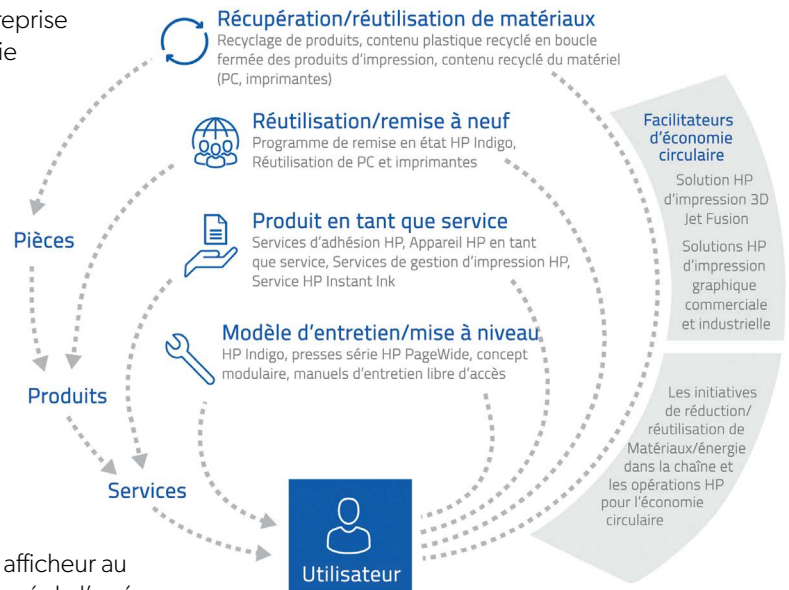 reprise
ie
Récupération/réutilisation de matériaux
Recyclage de produits, contenu plastique recyclé en boucle
fermée des produits d'impression, contenu recyclé du matériel
(PC, imprimantes)
Réutilisation/remise à neuf
Programme de remise en état HP Indigo,
Réutilisation de PC et imprimantes
Produit en tant que service
Services d'adhésion HP, Appareil HP en tant
que service, Services de gestion d'impression HP,
Service HP Instant Ink
Modèle d'entretien/mise à niveau
HP Indigo, presses série HP PageWide, concept
modulaire, manuels d'entretien libre d'accès
Pièces
Produits
Services
Utilisateur
Facilitateurs
d'économie
circulaire
Solution HP
d'impression 3D
Jet Fusion
Solutions HP
d'impression
graphique
commerciale
et industrielle
Les initiatives
de réduction/
réutilisation de
Matériaux/énergie
dans la chaîne et
les opérations HP
pour l'économie
circulaire
afficheur au